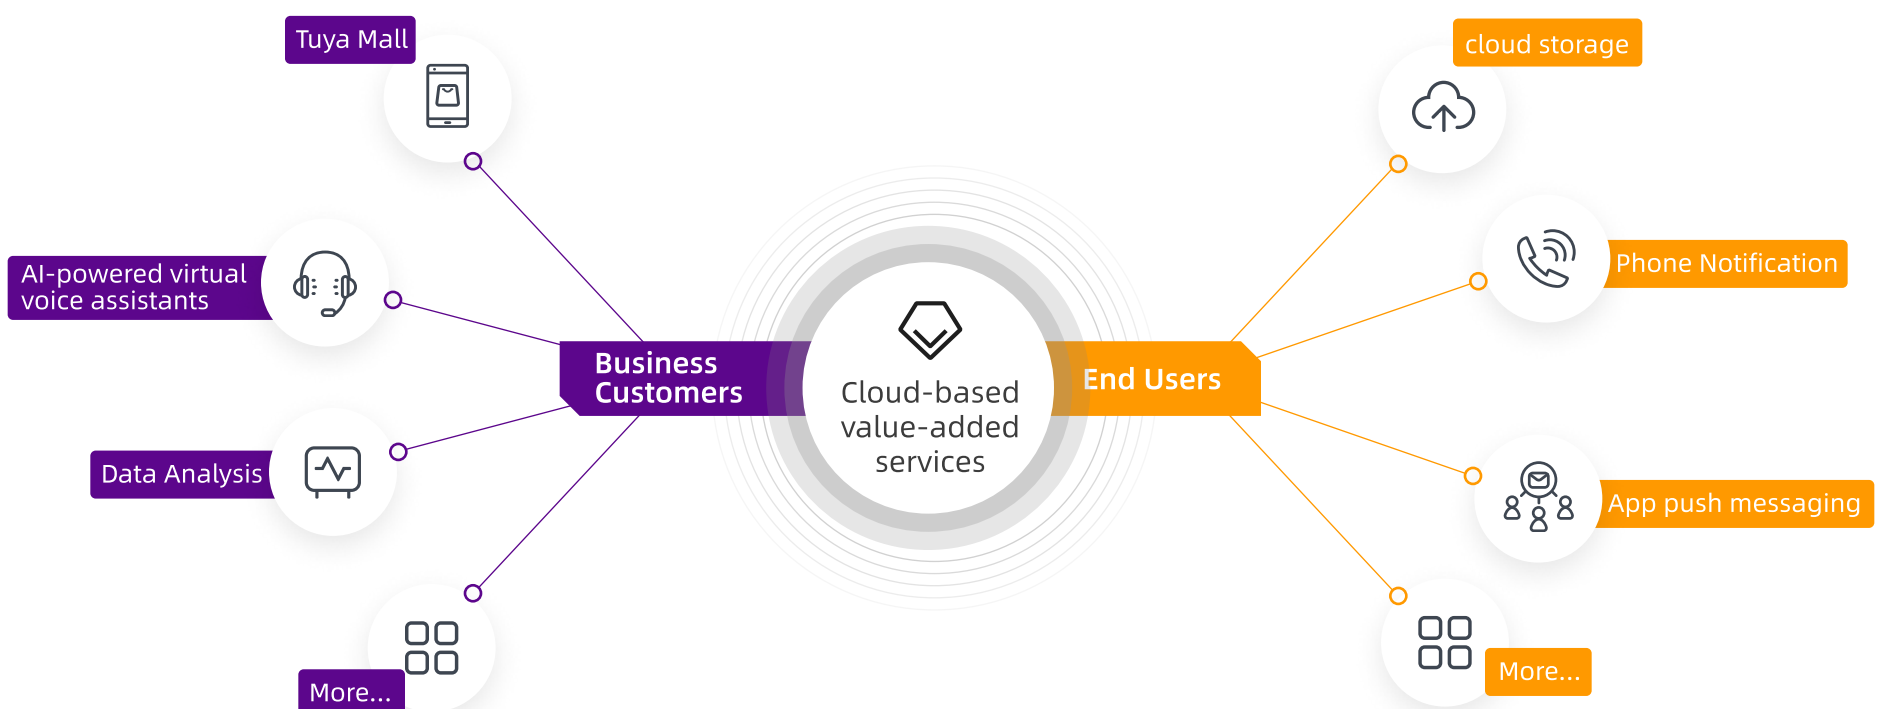 Tuya Mall
AI-powered virtual
voice assistants
Data Analysis
More...
Business
Customers
Cloud-based
value-added
services
End Users
cloud storage
Phone Notification
App push messaging
More...